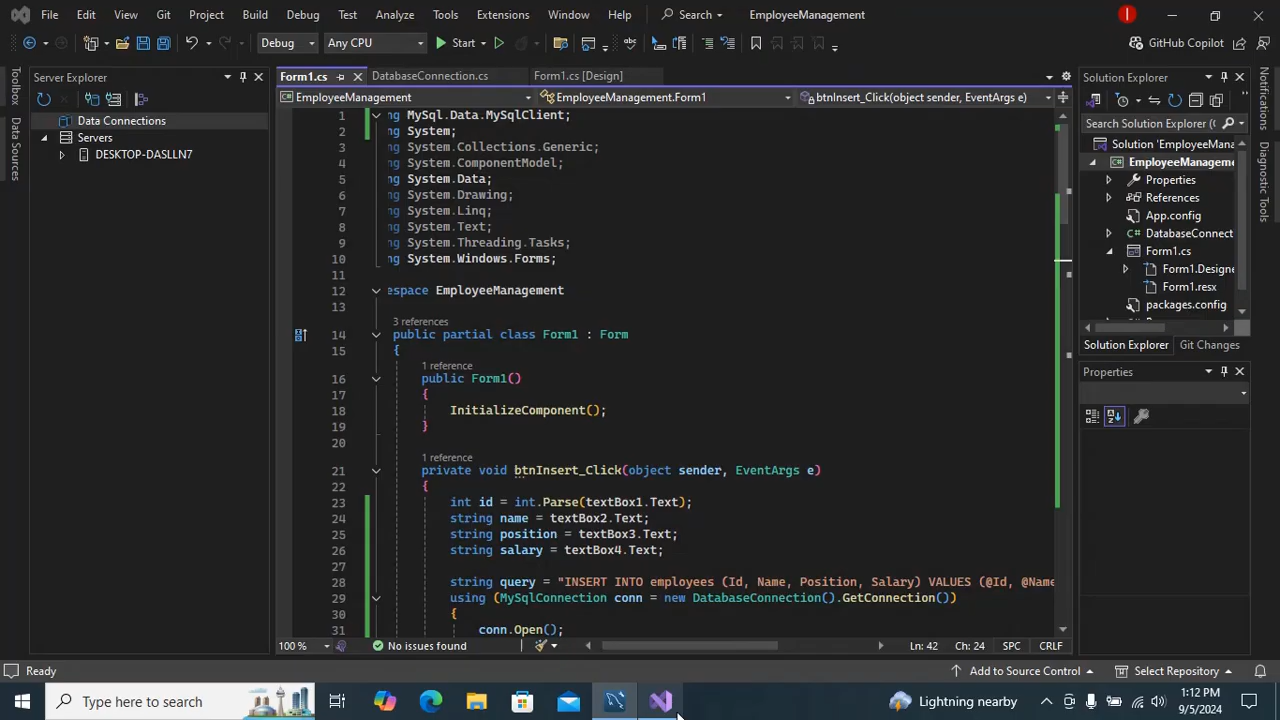 File Edit View Git Project Build Debug Test Analyze Tools Extensions Window Help Search EmployeeManagement
Debug Any CPU Start GitHub Copilot
Toolbox
Data Sources
Server Explorer
Data Connections
Servers
DESKTOP-DASLLN7
Form1.cs DatabaseConnection.cs Form1.cs [Design]
EmployeeManagement EmployeeManagement.Form1 btnInsert_Click(object sender, EventArgs e)
1 ng MySql.Data.MySqlClient;
2 ng System;
3 ng System.Collections.Generic;
4 ng System.ComponentModel;
5 ng System.Data;
6 ng System.Drawing;
7 ng System.Linq;
8 ng System.Text;
9 ng System.Threading.Tasks;
10 ng System.Windows.Forms;
11
12 espace EmployeeManagement
13
3 references
14 public partial class Form1 : Form
15 {
1 reference
16 public Form1()
17 {
18 InitializeComponent();
19 }
20
1 reference
21 private void btnInsert_Click(object sender, EventArgs e)
22 {
23 int id = int.Parse(textBox1.Text);
24 string name = textBox2.Text;
25 string position = textBox3.Text;
26 string salary = textBox4.Text;
27
28 string query = "INSERT INTO employees (Id, Name, Position, Salary) VALUES (@Id, @Name
29 using (MySqlConnection conn = new DatabaseConnection().GetConnection())
30 {
31 conn.Open();
100 % No issues found Ln: 42 Ch: 24 SPC CRLF
Solution Explorer
Search Solution Explorer (
Solution 'EmployeeMana
EmployeeManagem
Properties
References
App.config
DatabaseConnect
Form1.cs
Form1.Designe
Form1.resx
packages.config
Solution Explorer Git Changes
Properties
Notifications
Diagnostic Tools
Ready Add to Source Control Select Repository
Type here to search Lightning nearby 1:12 PM
9/5/2024